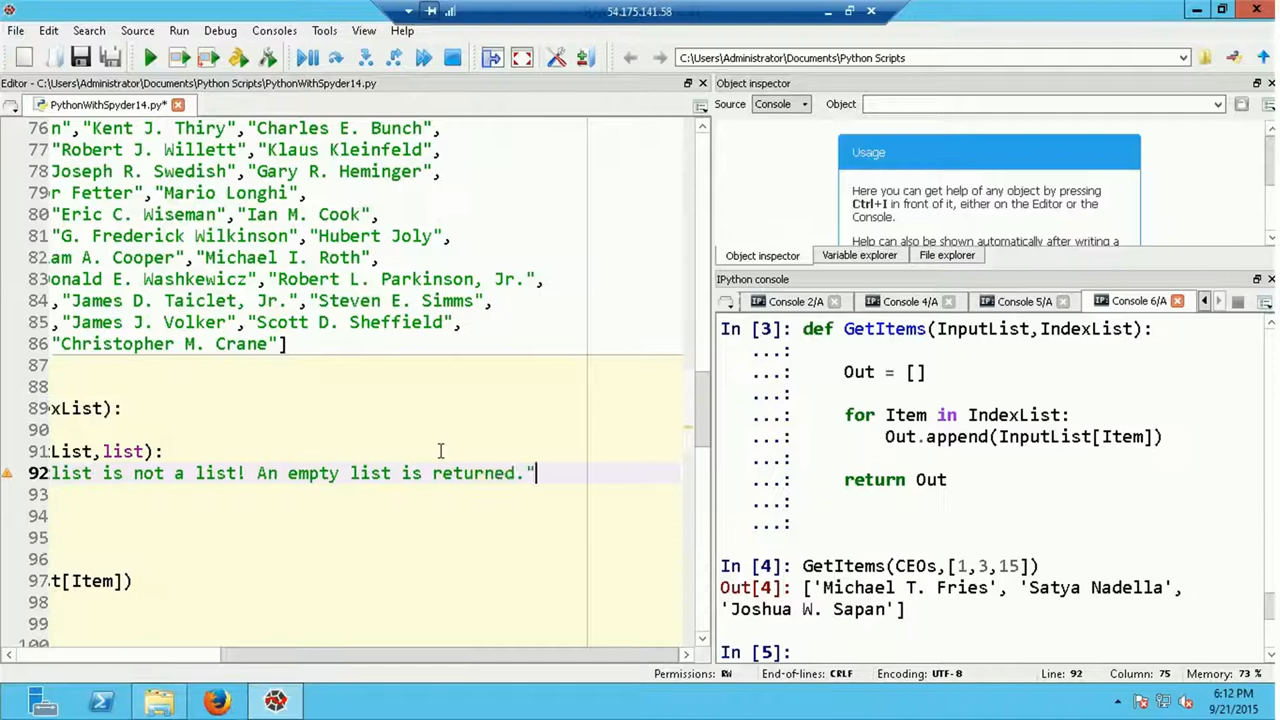 54.175.141.58
File Edit Search Source Run Debug Consoles Tools View Help
C:\Users\Administrator\Documents\Python Scripts
Editor - C:\Users\Administrator\Documents\Python Scripts\PythonWithSpyder14.py
PythonWithSpyder14.py*
76 n","Kent J. Thiry","Charles E. Bunch",
77 "Robert J. Willett","Klaus Kleinfeld",
78 Joseph R. Swedish","Gary R. Heminger",
79 r Fetter","Mario Longhi",
80 "Eric C. Wiseman","Ian M. Cook",
81 "G. Frederick Wilkinson","Hubert Joly",
82 am A. Cooper","Michael I. Roth",
83 onald E. Washkewicz","Robert L. Parkinson, Jr.",
84 ,"James D. Taiclet, Jr.","Steven E. Simms",
85 ,"James J. Volker","Scott D. Sheffield",
86 "Christopher M. Crane"]
87
88
89 xList):
90
91 List,list):
92 list is not a list! An empty list is returned."
93
94
95
96
97 t[Item])
98
99
100
Object inspector
Source Console Object
Usage
Here you can get help of any object by pressing
Ctrl+I in front of it, either on the Editor or the
Console.
Help can also be shown automatically after writing a
Object inspector Variable explorer File explorer
IPython console
Console 2/A Console 4/A Console 5/A Console 6/A
In [3]: def GetItems(InputList,IndexList):
...:
...: Out = []
...:
...: for Item in IndexList:
...: Out.append(InputList[Item])
...:
...: return Out
...:
...:
In [4]: GetItems(CEOs,[1,3,15])
Out[4]: ['Michael T. Fries', 'Satya Nadella',
'Joshua W. Sapan']
In [5]:
Permissions: RW End-of-lines: CRLF Encoding: UTF-8 Line: 92 Column: 75 Memory: 73 %
6:12 PM
9/21/2015